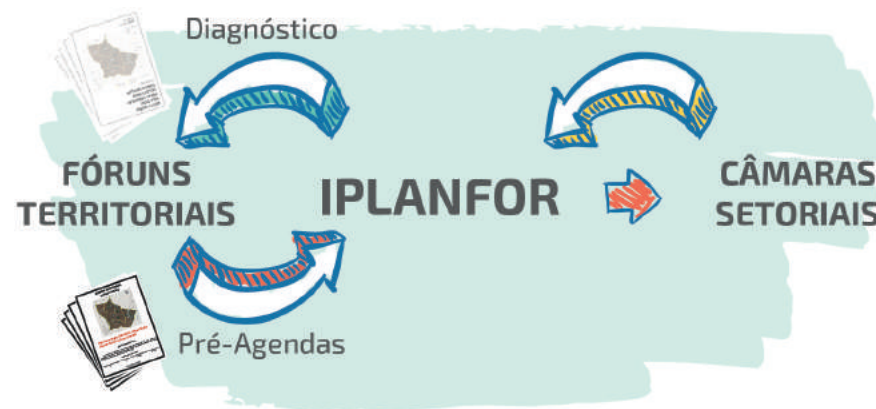 Diagnóstico
FÓRUNS
TERRITORIAIS
IPLANFOR
CÂMARAS
SETORIAIS
Pré-Agendas